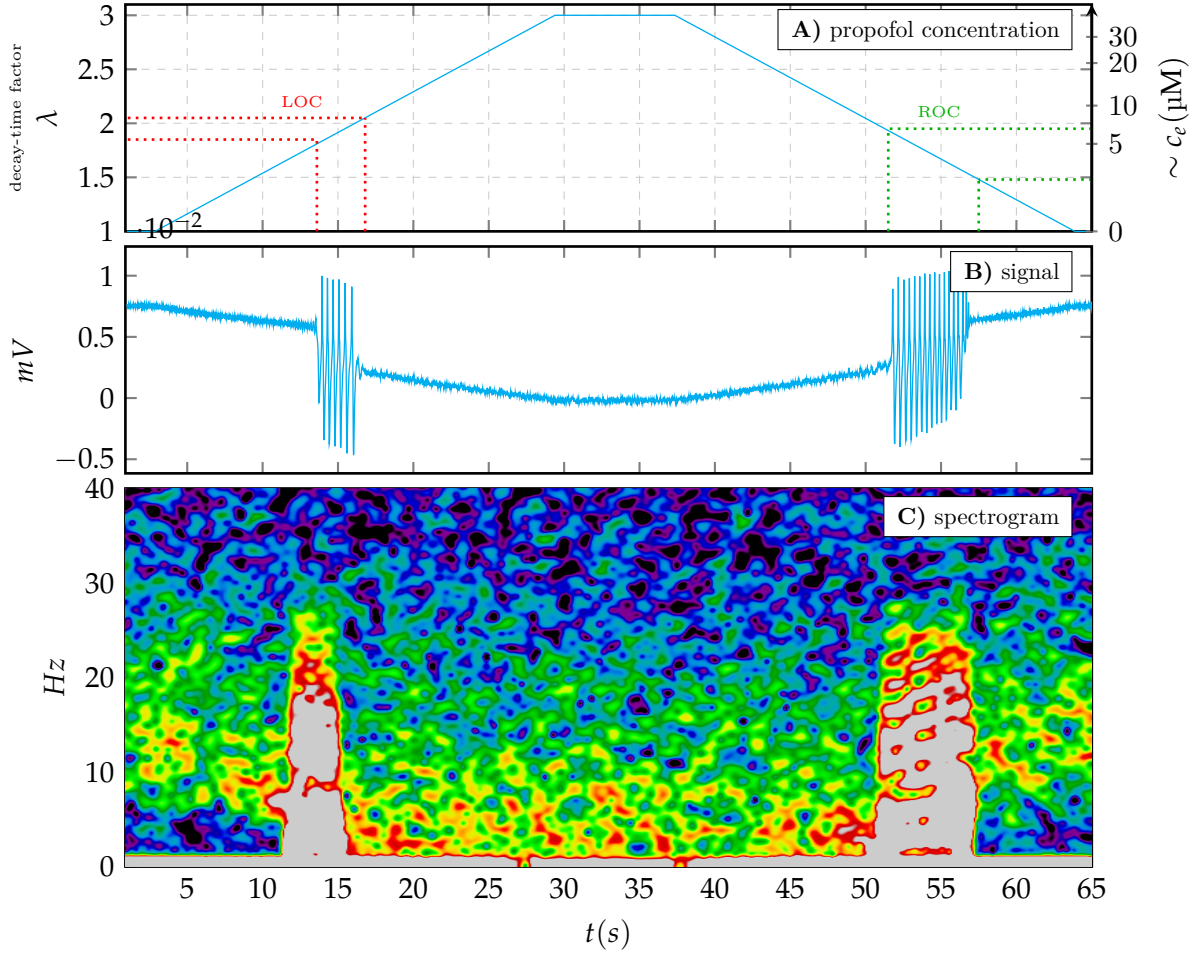 decay-time factor
λ
3
2.5
2
1.5
1
A) propofol concentration
LOC
ROC
30
20
10
5
0
∼ cₑ(µM)
·10⁻²
B) signal
mV
1
0.5
0
−0.5
C) spectrogram
Hz
40
30
20
10
0
5 10 15 20 25 30 35 40 45 50 55 60 65
t(s)